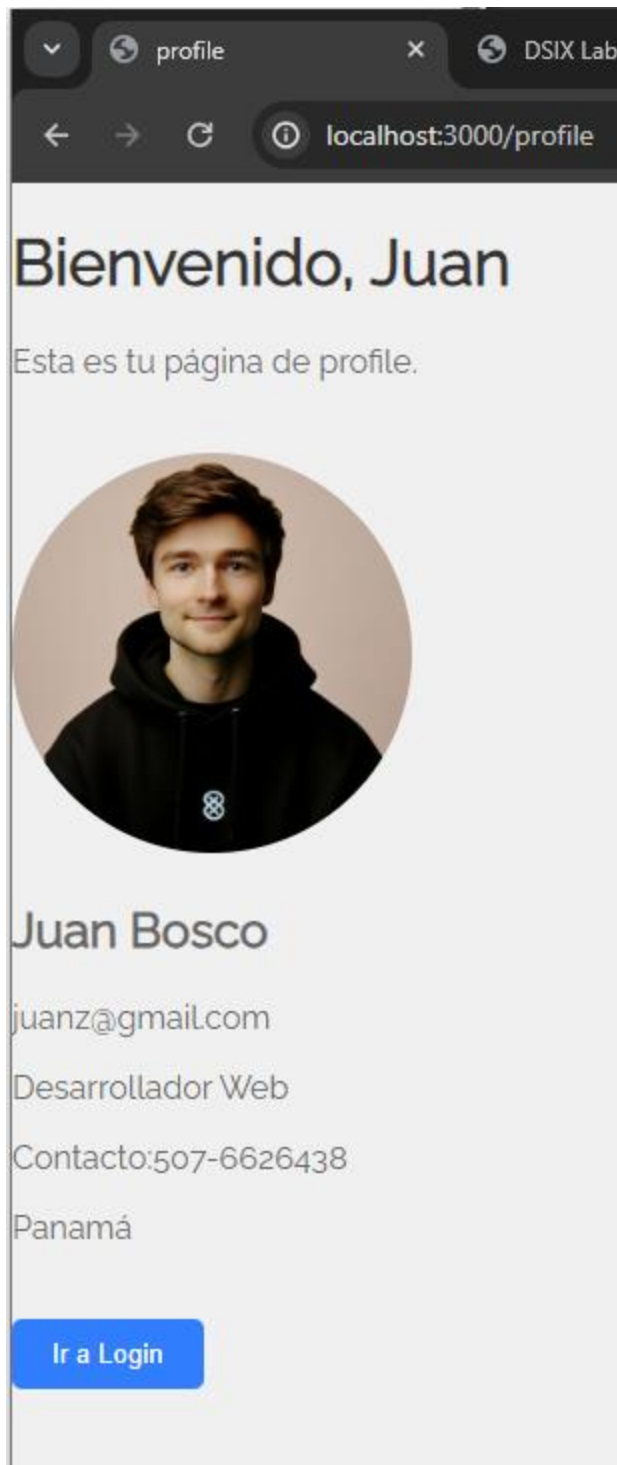 profile
DSIX Lab
localhost:3000/profile
Bienvenido, Juan
Esta es tu página de profile.
Juan Bosco
juanz@gmail.com
Desarrollador Web
Contacto:507-6626438
Panamá
Ir a Login